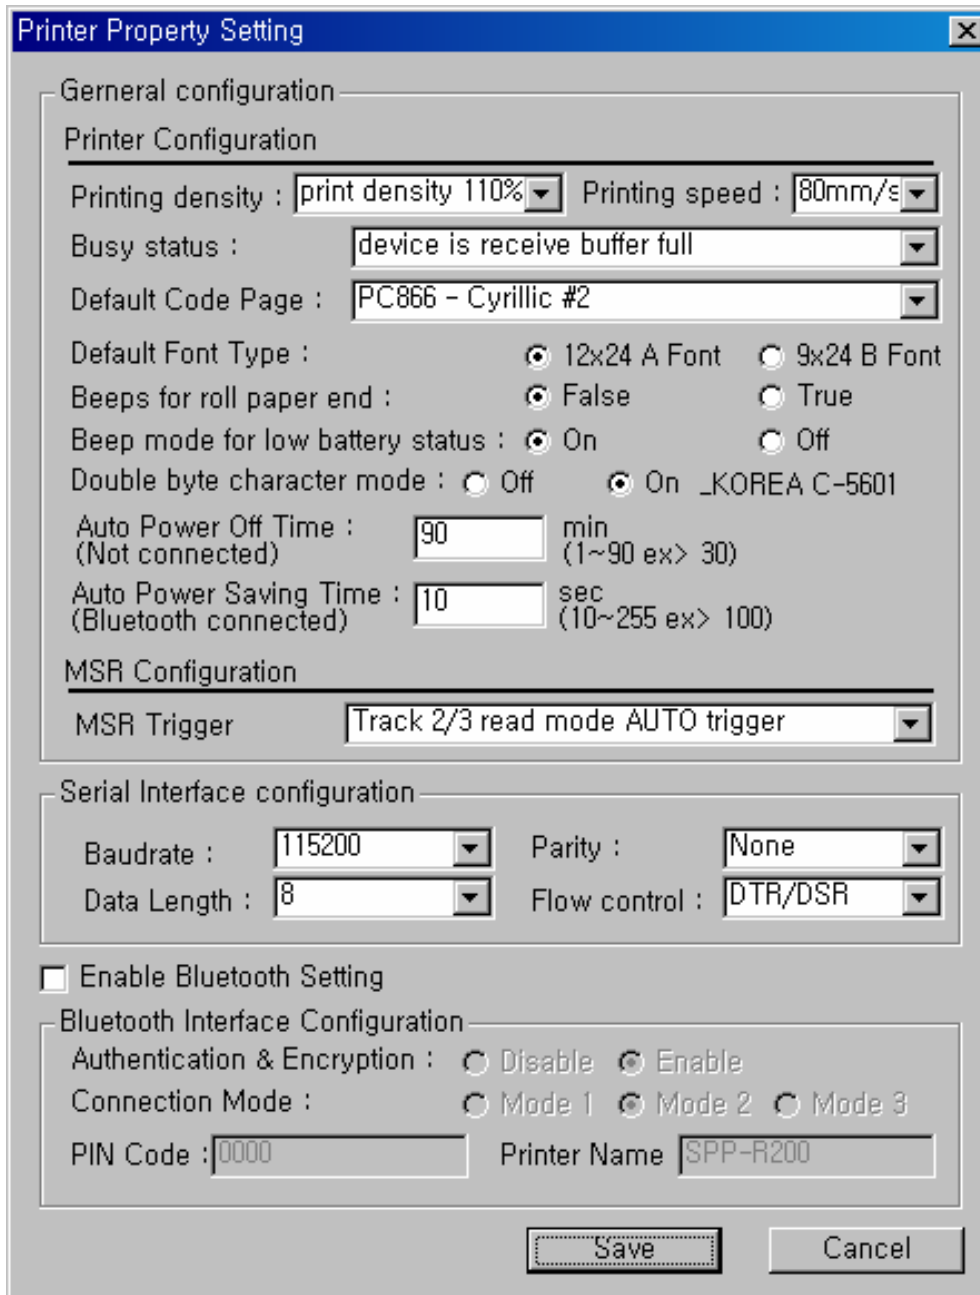 Printer Property Setting
Gerneral configuration
Printer Configuration
Printing density : print density 110% Printing speed : 80mm/s
Busy status : device is receive buffer full
Default Code Page : PC866 - Cyrillic #2
Default Font Type : 12x24 A Font 9x24 B Font
Beeps for roll paper end : False True
Beep mode for low battery status : On Off
Double byte character mode : Off On _KOREA C-5601
Auto Power Off Time : 90 min
(Not connected) (1~90 ex> 30)
Auto Power Saving Time : 10 sec
(Bluetooth connected) (10~255 ex> 100)
MSR Configuration
MSR Trigger Track 2/3 read mode AUTO trigger
Serial Interface configuration
Baudrate : 115200 Parity : None
Data Length : 8 Flow control : DTR/DSR
Enable Bluetooth Setting
Bluetooth Interface Configuration
Authentication & Encryption : Disable Enable
Connection Mode : Mode 1 Mode 2 Mode 3
PIN Code : 0000 Printer Name SPP-R200
Save Cancel